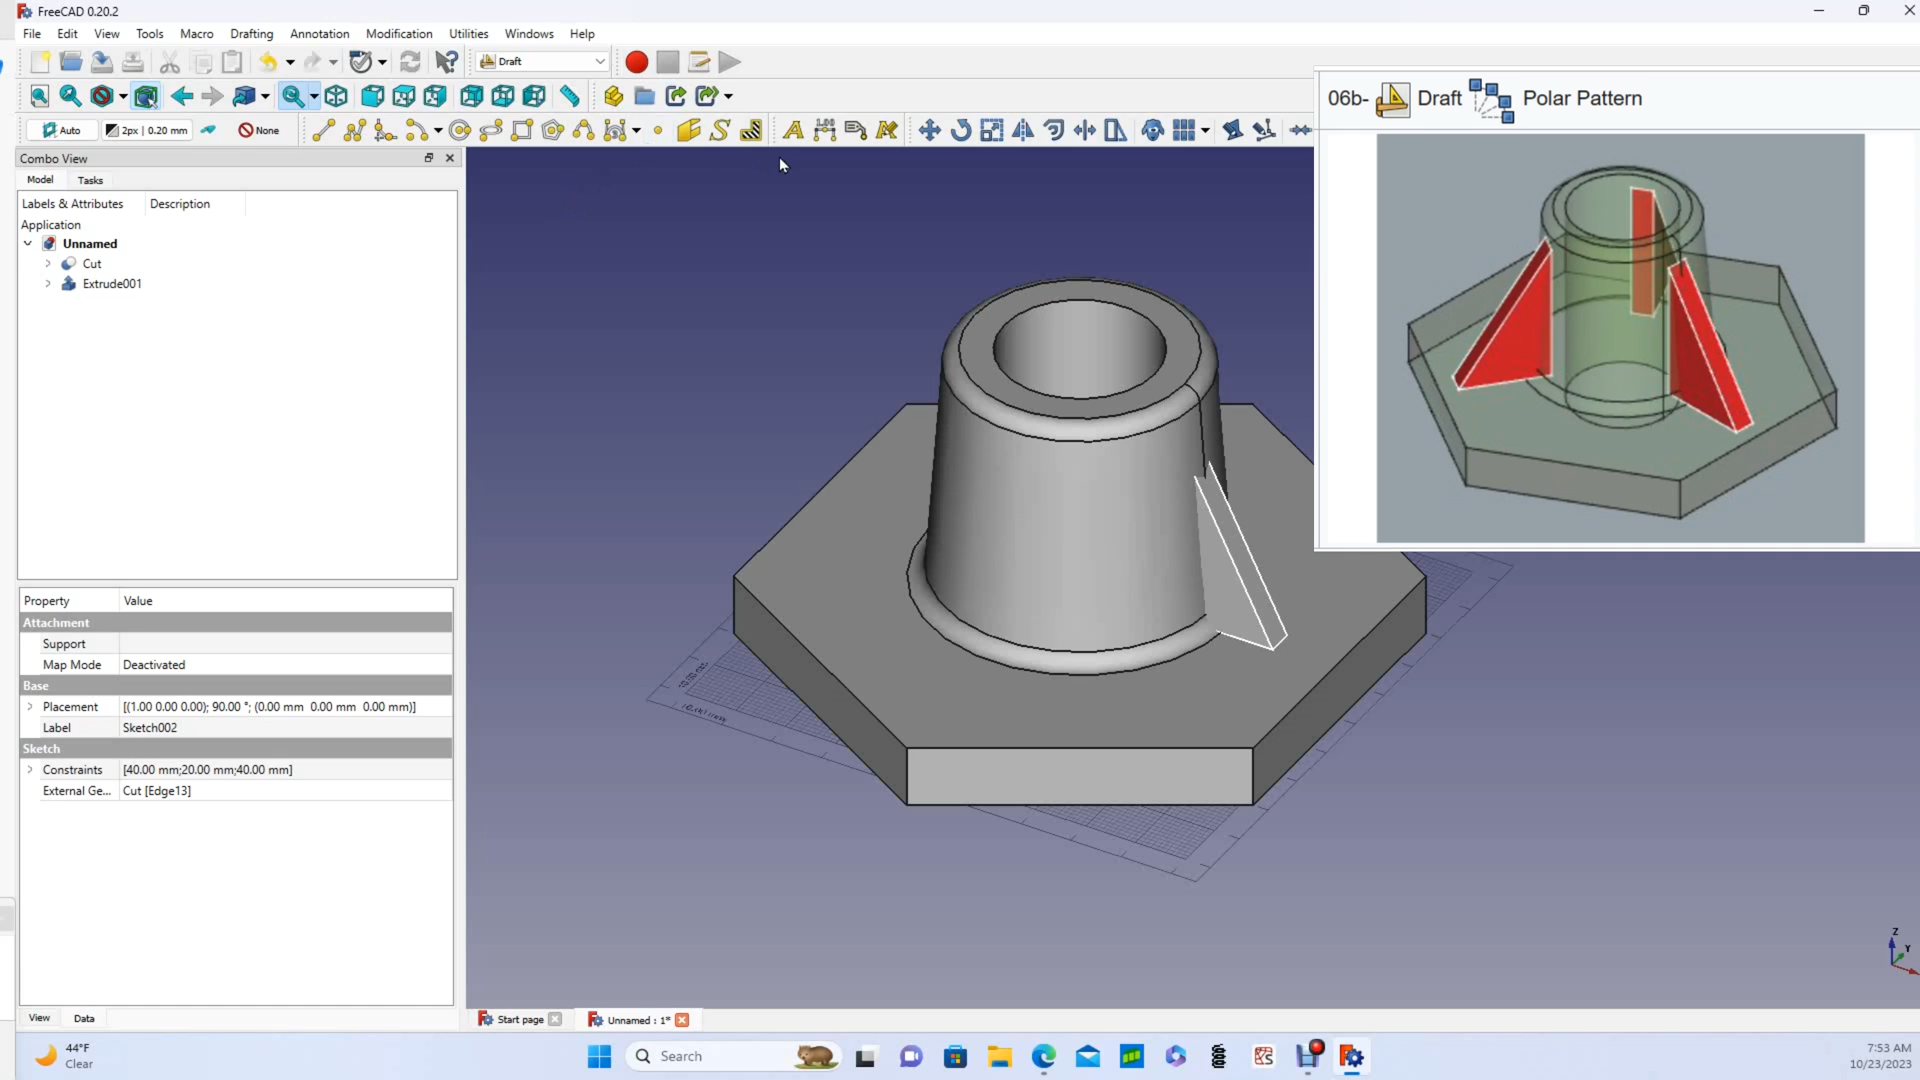 FreeCAD 0.20.2
File Edit View Tools Macro Drafting Annotation Modification Utilities Windows Help
Draft
06b- Draft Polar Pattern
Auto 2px | 0.20 mm None
Combo View
Model Tasks
Labels & Attributes Description
Application
Unnamed
Cut
Extrude001
Property Value
Attachment
Support
Map Mode Deactivated
Base
Placement [(1.00 0.00 0.00); 90.00 °; (0.00 mm 0.00 mm 0.00 mm)]
Label Sketch002
Sketch
Constraints [40.00 mm;20.00 mm;40.00 mm]
External Ge... Cut [Edge13]
Z
Y
View Data
Start page Unnamed : 1*
44°F
Clear
Search
7:53 AM
10/23/2023